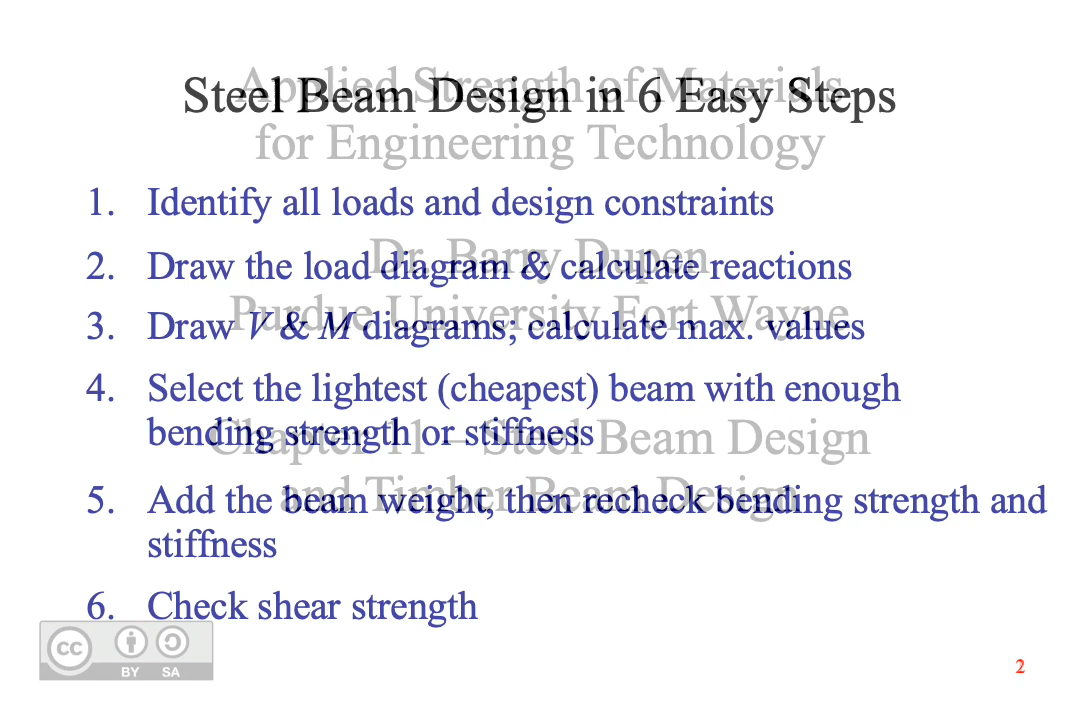 Applied Strength of Materials
Steel Beam Design in 6 Easy Steps
for Engineering Technology
1. Identify all loads and design constraints
Dr. Barry Dupen
2. Draw the load diagram & calculate reactions
Purdue University Fort Wayne
3. Draw V & M diagrams; calculate max. values
4. Select the lightest (cheapest) beam with enough
bending strength or stiffness
Chapter 11 – Steel Beam Design
and Timber Beam Design
5. Add the beam weight, then recheck bending strength and
stiffness
6. Check shear strength
cc
BY SA
2